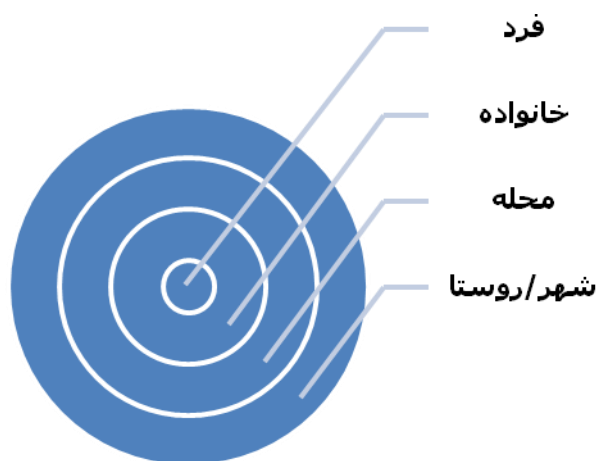 فرد
خانواده
محله
شهر/روستا